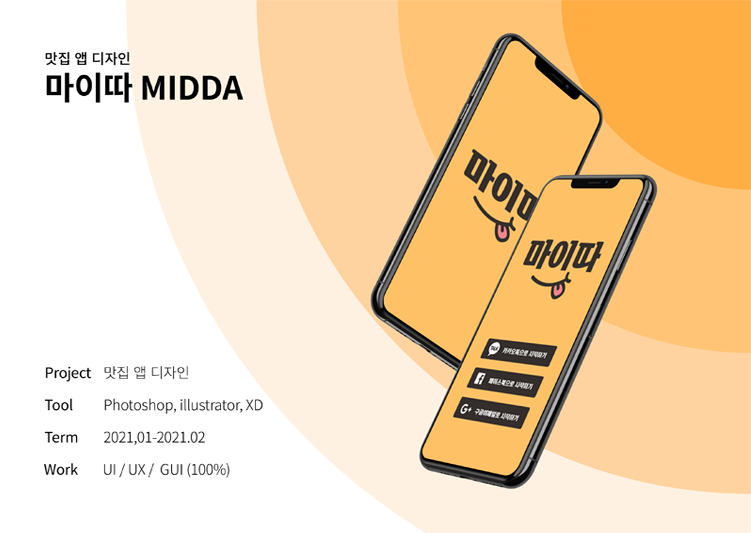 맛집 앱 디자인
마이따 MIDDA
마이따
마이따
카카오톡으로 시작하기
페이스북으로 시작하기
G+ 구글이메일로 시작하기
Project 맛집 앱 디자인
Tool Photoshop, illustrator, XD
Term 2021,01-2021.02
Work UI / UX / GUI (100%)